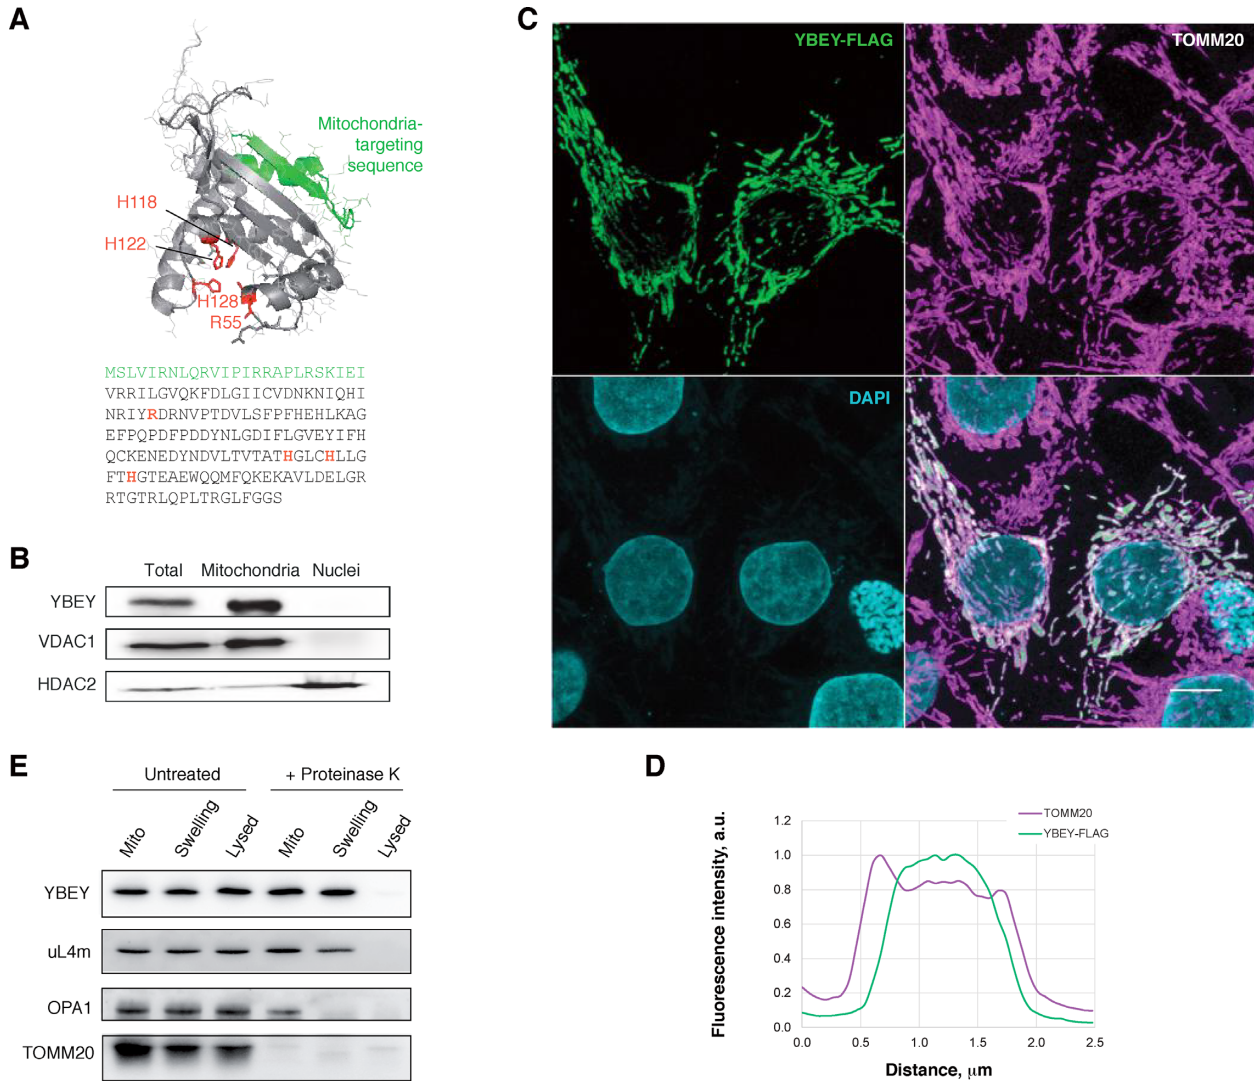 A
Mitochondria-
targeting
sequence
H118
H122
H128
R55
MSLVIRNLQRVIPIRRAPLRSKIEI
VRRILGVQKFDLGIICVDNKNIQHI
NRIYRDRNVPTDVLSFPFHEHLKAG
EFPQPDFPDDYNLGDIFLGVEYIFH
QCKENEDYNDVLTVTATHGLCHLLG
FTHGTEAEWQQMFQKEKAVLDELGR
RTGTRLQPLTRGLFGGS
B
Total Mitochondria Nuclei
YBEY
VDAC1
HDAC2
C
YBEY-FLAG
TOMM20
DAPI
E
Untreated + Proteinase K
Mito Swelling Lysed Mito Swelling Lysed
YBEY
uL4m
OPA1
TOMM20
D
TOMM20
YBEY-FLAG
Fluorescence intensity, a.u.
1.2
1.0
0.8
0.6
0.4
0.2
0.0
0.0 0.5 1.0 1.5 2.0 2.5
Distance, μm